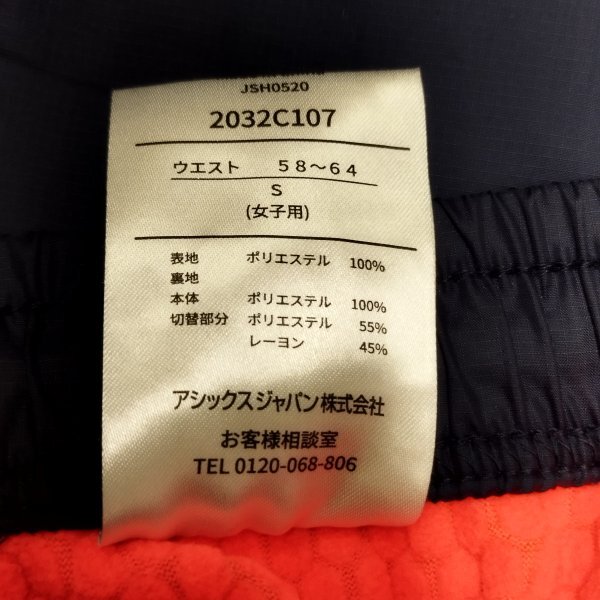 JSH0520
2032C107
ウエスト 58～64
S
(女子用)
表地 ポリエステル 100%
裏地
本体 ポリエステル 100%
切替部分 ポリエステル 55%
レーヨン 45%
アシックスジャパン株式会社
お客様相談室
TEL 0120-068-806